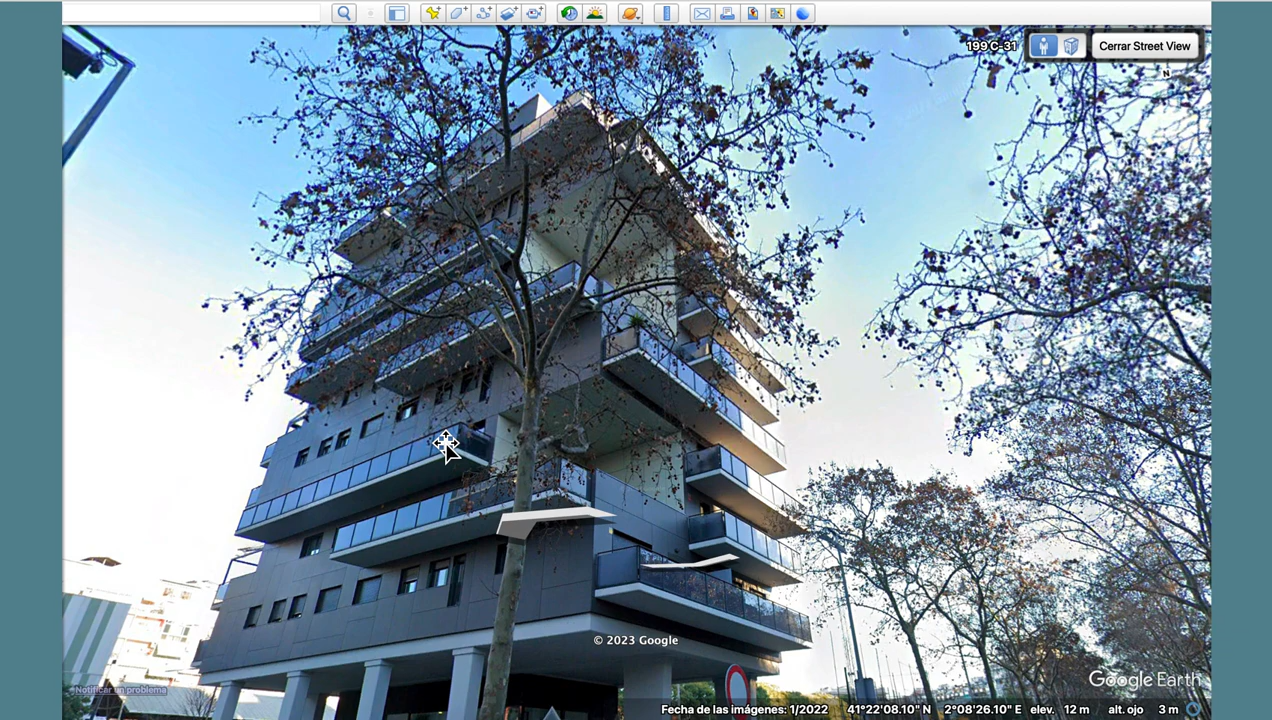 199 C-31
Cerrar Street View
N
© 2023 Google
Notificar un problema
Google Earth
Fecha de las imágenes: 1/2022 41°22'08.10" N 2°08'26.10" E elev. 12 m alt. ojo 3 m